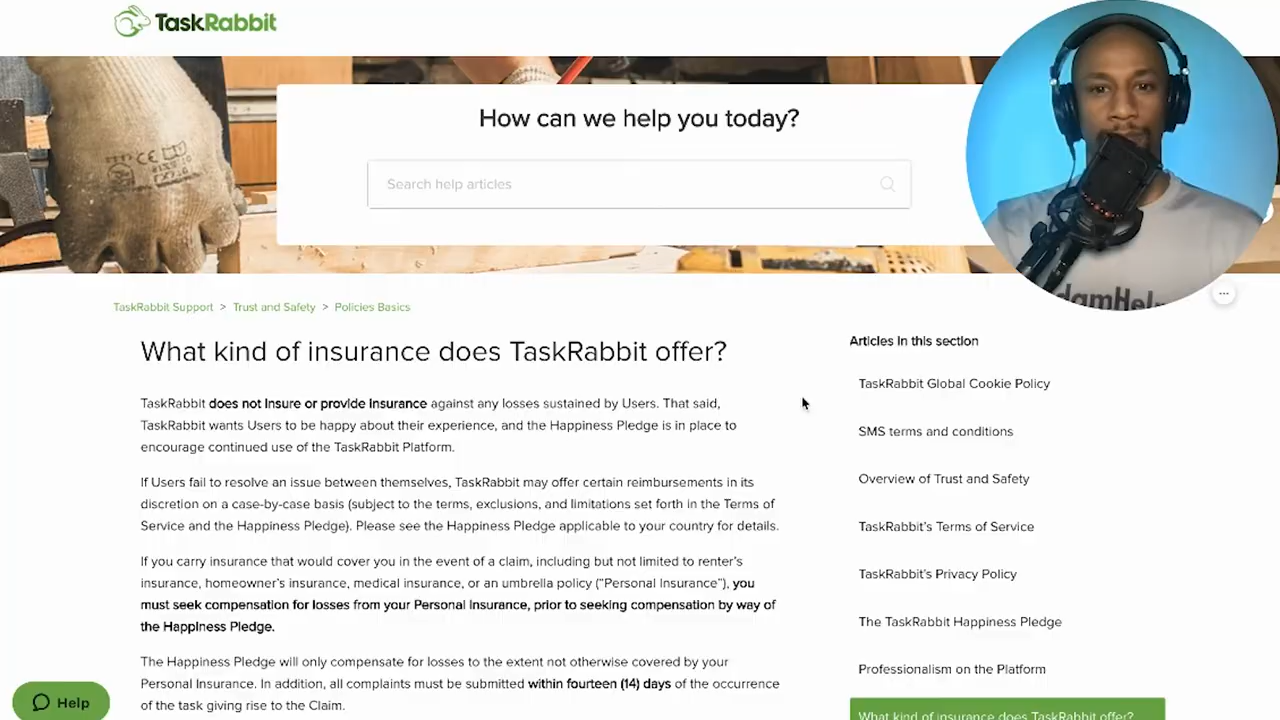 TaskRabbit
How can we help you today?
Search help articles
TaskRabbit Support > Trust and Safety > Policies Basics
What kind of insurance does TaskRabbit offer?
TaskRabbit does not insure or provide insurance against any losses sustained by Users. That said,
TaskRabbit wants Users to be happy about their experience, and the Happiness Pledge is in place to
encourage continued use of the TaskRabbit Platform.
If Users fail to resolve an issue between themselves, TaskRabbit may offer certain reimbursements in its
discretion on a case-by-case basis (subject to the terms, exclusions, and limitations set forth in the Terms of
Service and the Happiness Pledge). Please see the Happiness Pledge applicable to your country for details.
If you carry insurance that would cover you in the event of a claim, including but not limited to renter's
insurance, homeowner's insurance, medical insurance, or an umbrella policy ("Personal Insurance"), you
must seek compensation for losses from your Personal Insurance, prior to seeking compensation by way of
the Happiness Pledge.
The Happiness Pledge will only compensate for losses to the extent not otherwise covered by your
Personal Insurance. In addition, all complaints must be submitted within fourteen (14) days of the occurrence
of the task giving rise to the Claim.
Articles in this section
TaskRabbit Global Cookie Policy
SMS terms and conditions
Overview of Trust and Safety
TaskRabbit's Terms of Service
TaskRabbit's Privacy Policy
The TaskRabbit Happiness Pledge
Professionalism on the Platform
What kind of insurance does TaskRabbit offer?
Help